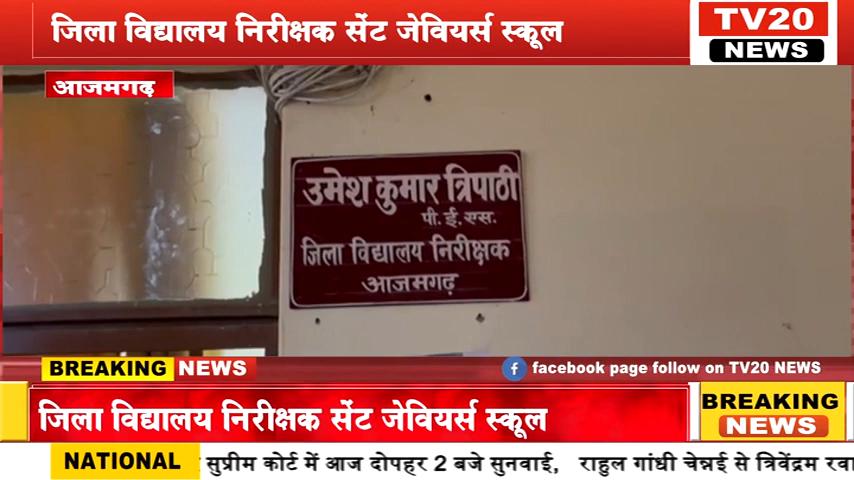 जिला विद्यालय निरीक्षक सेंट जेवियर्स स्कूल
TV20
NEWS
आजमगढ़
उमेश कुमार त्रिपाठी
पी. ई. एस.
जिला विद्यालय निरीक्षक
आजमगढ़
BREAKING NEWS
facebook page follow on TV20 NEWS
जिला विद्यालय निरीक्षक सेंट जेवियर्स स्कूल
BREAKING
NEWS
NATIONAL
सुप्रीम कोर्ट में आज दोपहर 2 बजे सुनवाई, राहुल गांधी चेन्नई से त्रिवेंद्रम